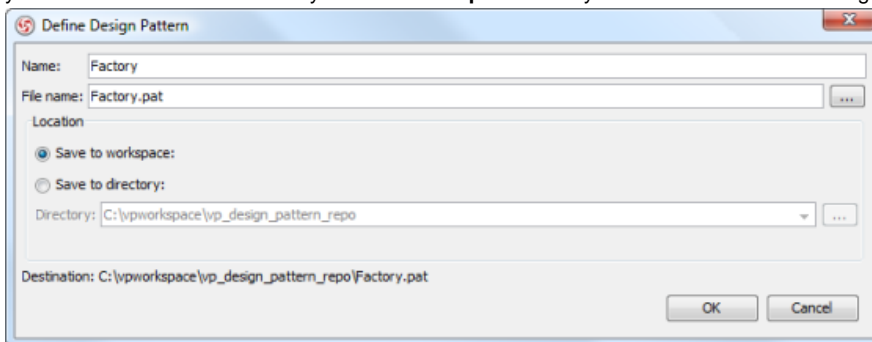 Define Design Pattern
Name: Factory
File name: Factory.pat ...
Location
Save to workspace:
Save to directory:
Directory: C:\vpworkspace\vp_design_pattern_repo ...
Destination: C:\vpworkspace\vp_design_pattern_repo\Factory.pat
OK Cancel